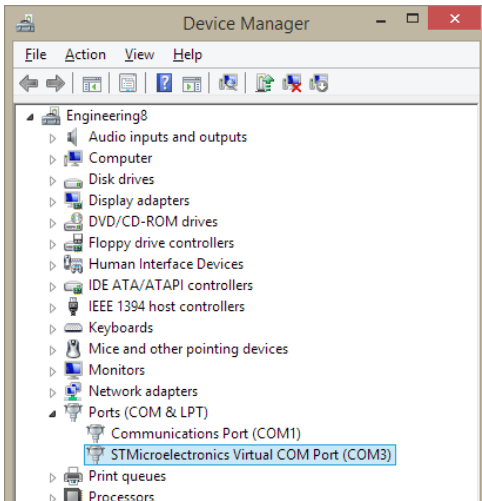 Device Manager
File Action View Help
Engineering8
Audio inputs and outputs
Computer
Disk drives
Display adapters
DVD/CD-ROM drives
Floppy drive controllers
Human Interface Devices
IDE ATA/ATAPI controllers
IEEE 1394 host controllers
Keyboards
Mice and other pointing devices
Monitors
Network adapters
Ports (COM & LPT)
Communications Port (COM1)
STMicroelectronics Virtual COM Port (COM3)
Print queues
Processors